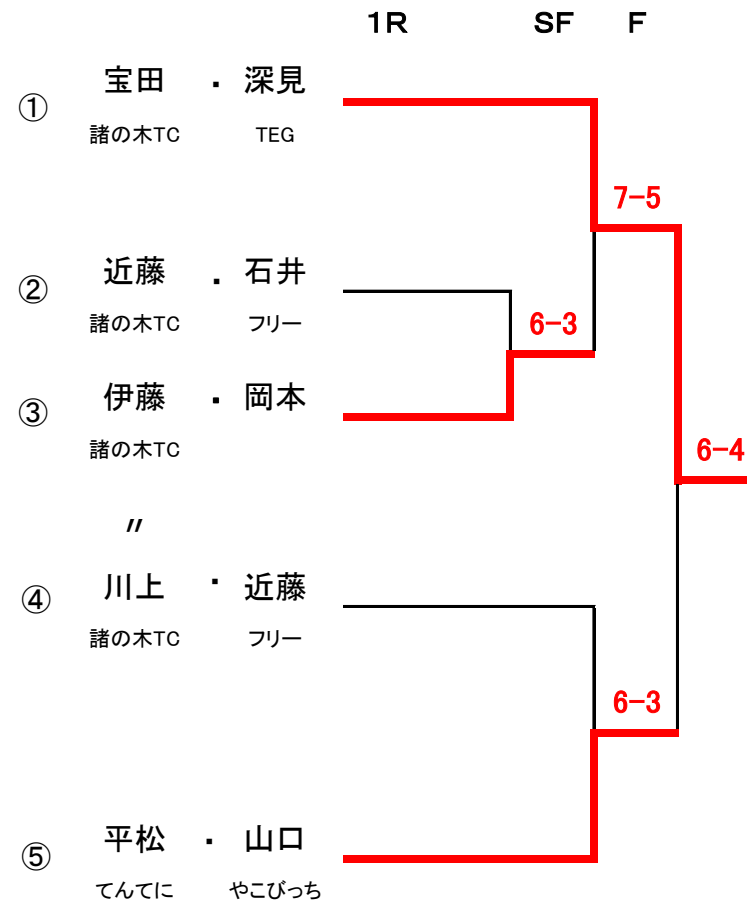 1R SF F
① 宝田 ・ 深見
諸の木TC TEG
7-5
② 近藤 ・ 石井
諸の木TC フリー
6-3
③ 伊藤 ・ 岡本
諸の木TC
6-4
〃
④ 川上 ・ 近藤
諸の木TC フリー
6-3
⑤ 平松 ・ 山口
てんてに やこびっち